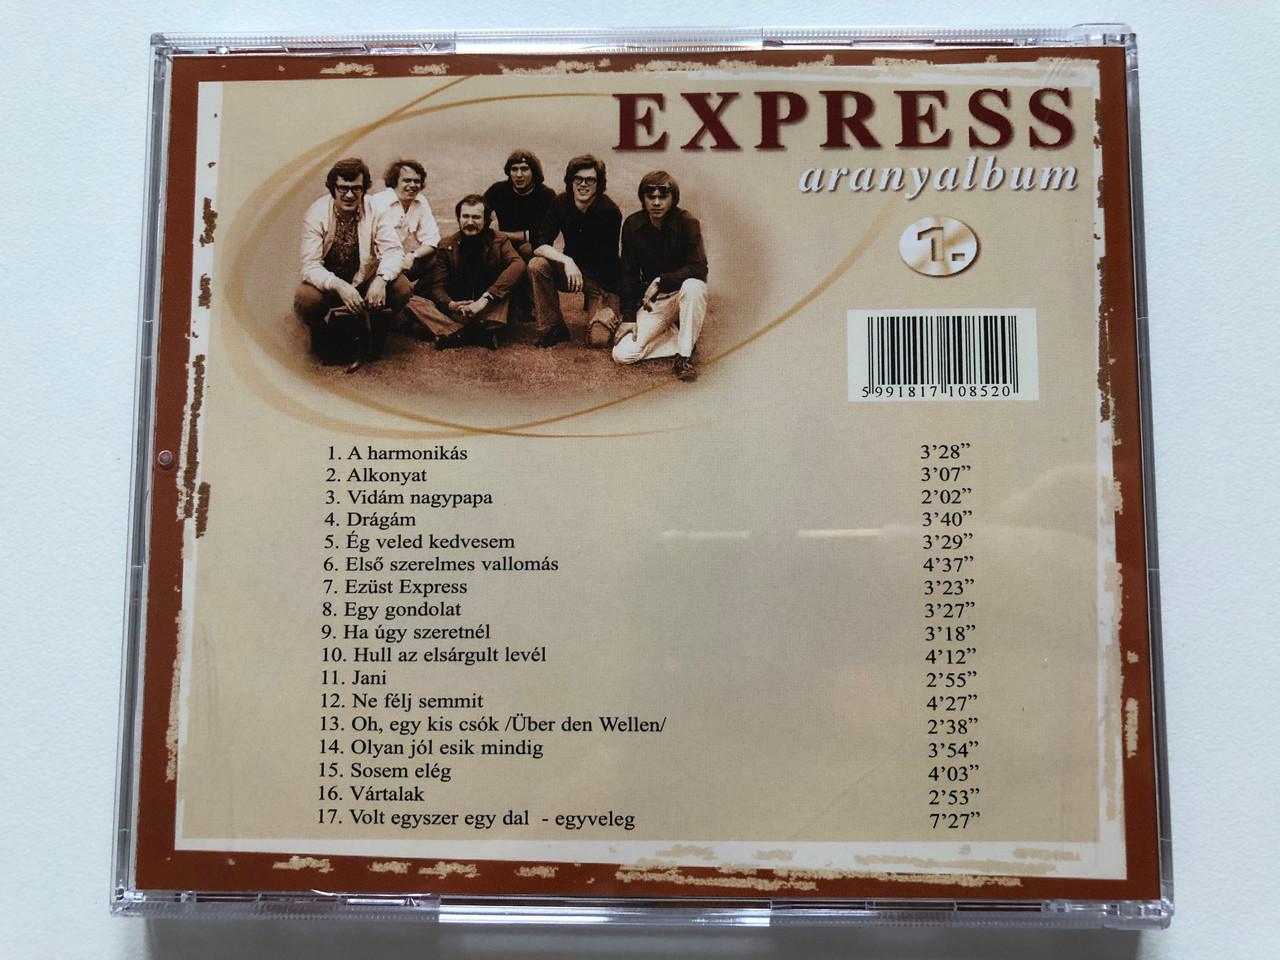 EXPRESS
aranyalbum
1.
5 991817 108520
1. A harmonikás 3’28”
2. Alkonyat 3’07”
3. Vidám nagypapa 2’02”
4. Drágám 3’40”
5. Ég veled kedvesem 3’29”
6. Első szerelmes vallomás 4’37”
7. Ezüst Express 3’23”
8. Egy gondolat 3’27”
9. Ha úgy szeretnél 3’18”
10. Hull az elsárgult levél 4’12”
11. Jani 2’55”
12. Ne félj semmit 4’27”
13. Oh, egy kis csók /Über den Wellen/ 2’38”
14. Olyan jól esik mindig 3’54”
15. Sosem elég 4’03”
16. Vártalak 2’53”
17. Volt egyszer egy dal - egyveleg 7’27”